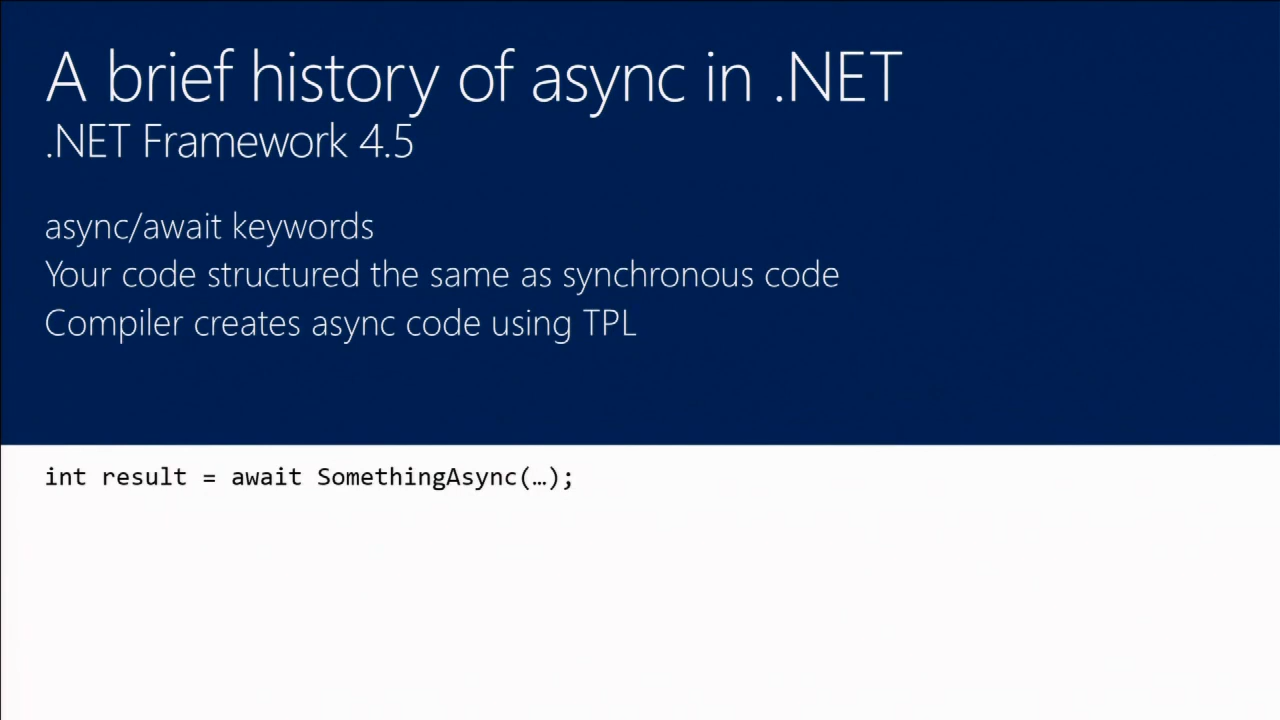 A brief history of async in .NET
.NET Framework 4.5
async/await keywords
Your code structured the same as synchronous code
Compiler creates async code using TPL
int result = await SomethingAsync(…);